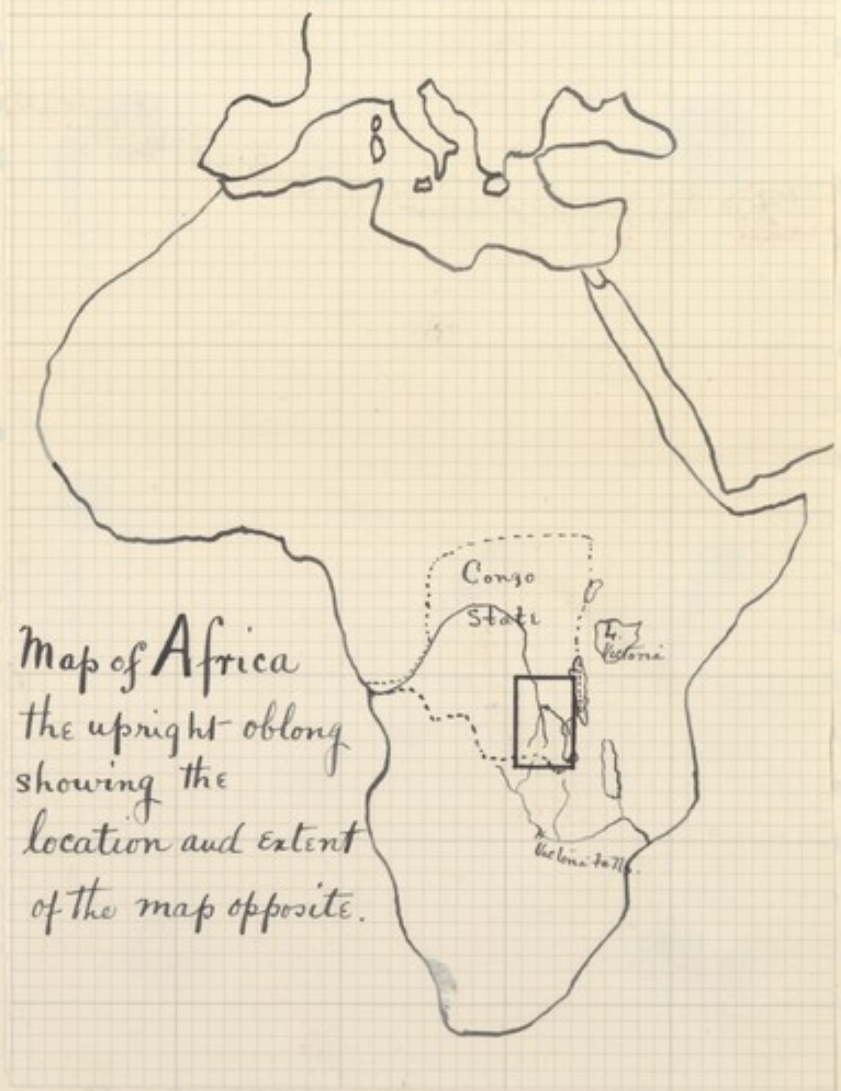 Congo
State
L.
Victoria
Map of Africa
the upright oblong
showing the
location and extent
of the map opposite.
Victoria Falls.